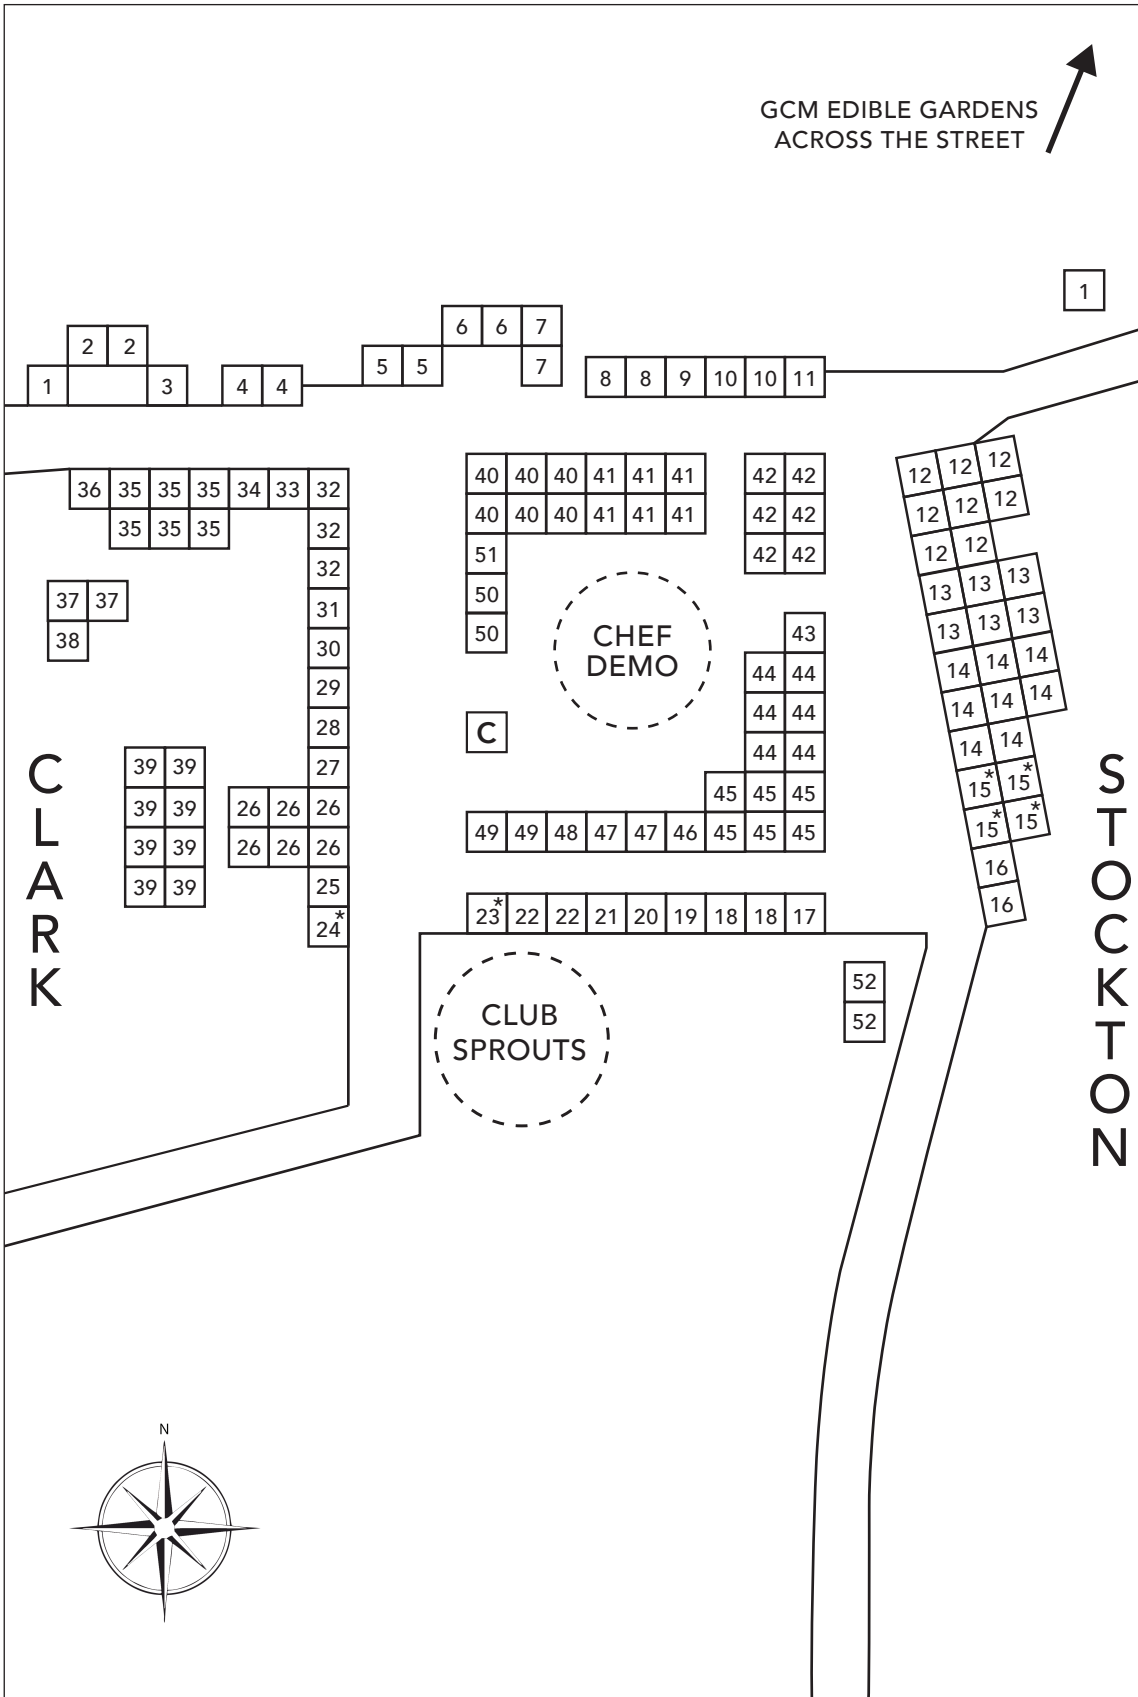 GCM EDIBLE GARDENS
ACROSS THE STREET
1
6 6 7
2 2
5 5 7
8 8 9 10 10 11
1 3 4 4
12 12 12
36 35 35 35 34 33 32
40 40 40 41 41 41 42 42
12 12 12
35 35 35 32
40 40 40 41 41 41 42 42
12 12
32
51 42 42
13 13 13
37 37 31
50
13 13 13
38 30
50
CHEF
DEMO
43
14 14 14
29
44 44
14 14 14
28
C
44 44
14 14
39 39 27
44 44
15* 15*
39 39 26 26 26
45 45 45
15* 15*
39 39 26 26 26
49 49 48 47 47 46 45 45 45
16
39 39 25
16
24*
23* 22 22 21 20 19 18 18 17
CLARK
STOCKTON
52
52
CLUB
SPROUTS
N